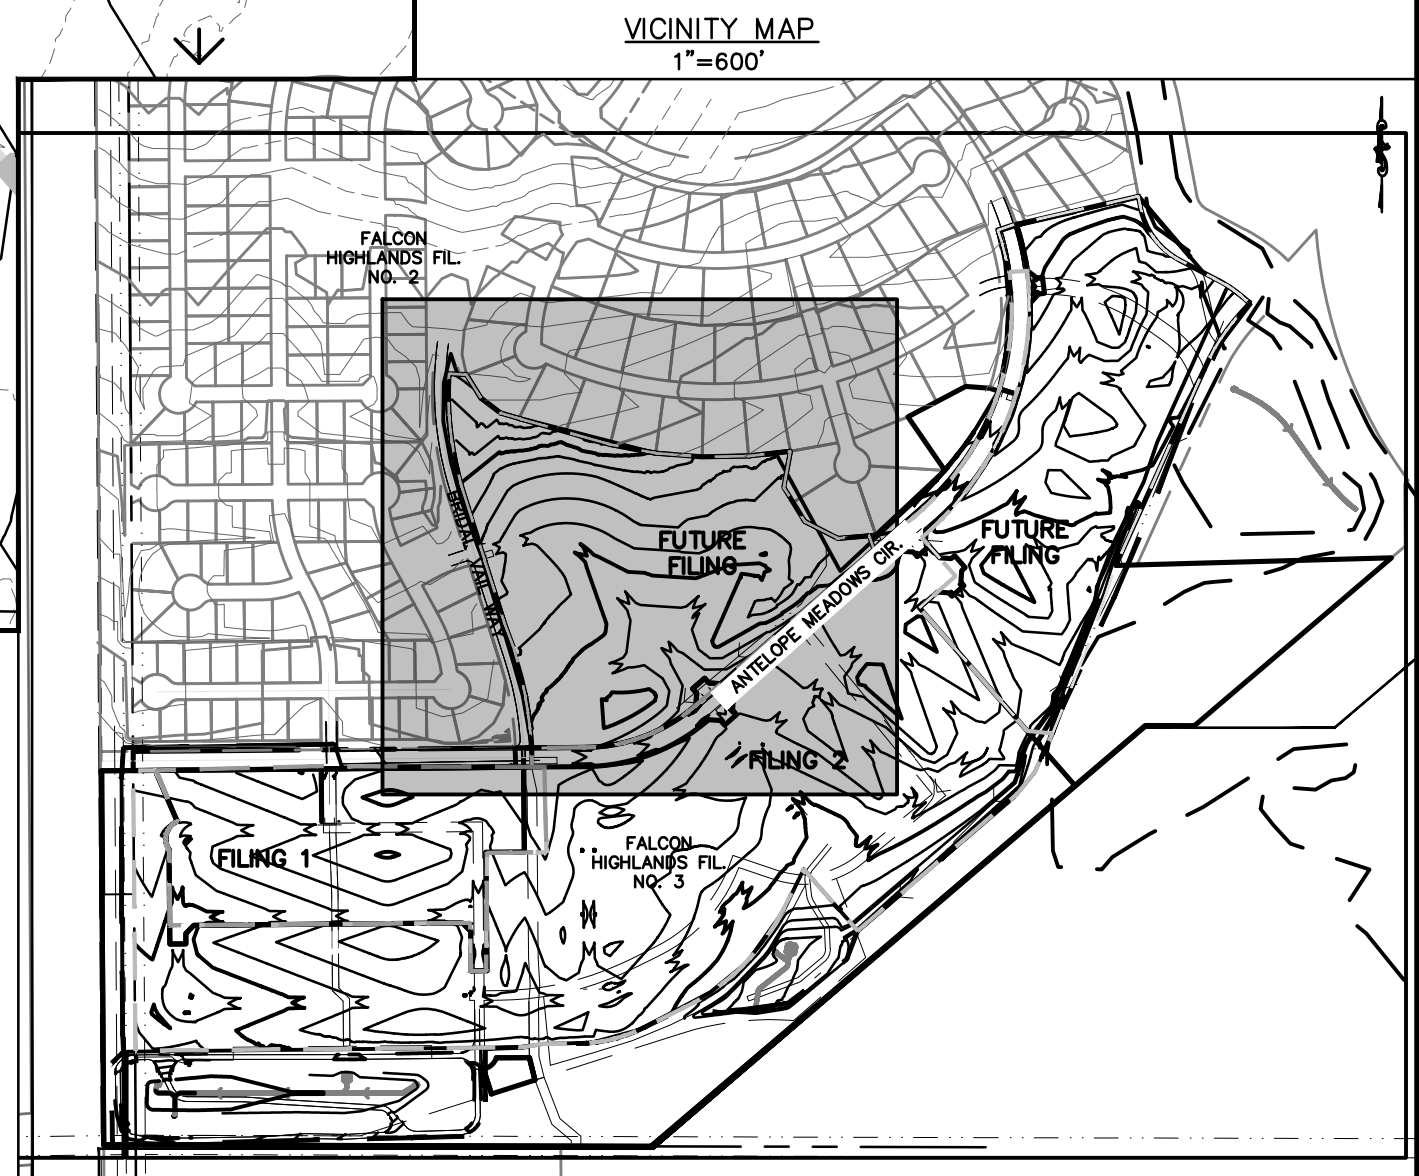 VICINITY MAP
1"=600'
FALCON
HIGHLANDS FIL.
NO. 2
BRIDAL VAIL WAY
FUTURE
FILING
ANTELOPE MEADOWS CIR.
FUTURE
FILING
FILING 2
FILING 1
FALCON
HIGHLANDS FIL.
NO. 3